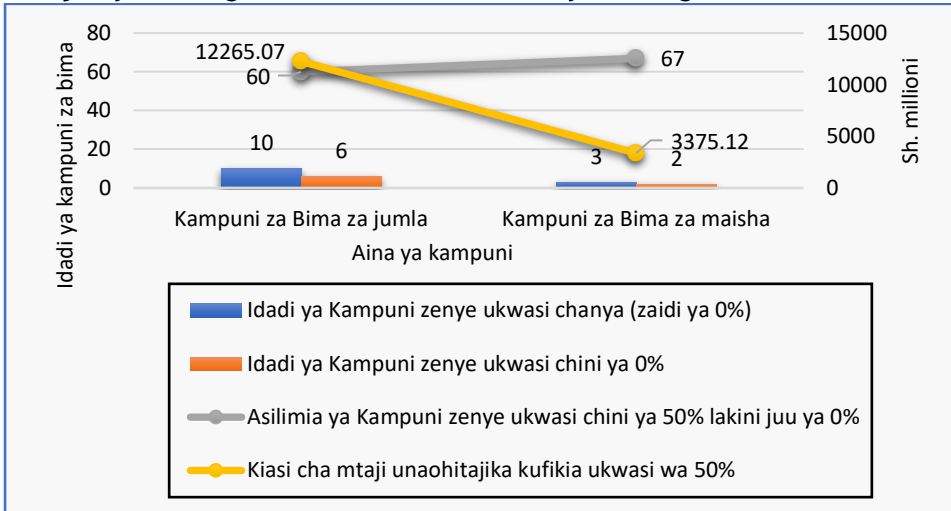 80
60
40
20
0
Idadi ya kampuni za bima
12265.07
60
10
6
67
3375.12
3
2
15000
10000
5000
0
Sh. millioni
Kampuni za Bima za jumla
Kampuni za Bima za maisha
Aina ya kampuni
Idadi ya Kampuni zenye ukwasi chanya (zaidi ya 0%)
Idadi ya Kampuni zenye ukwasi chini ya 0%
Asilimia ya Kampuni zenye ukwasi chini ya 50% lakini juu ya 0%
Kiasi cha mtaji unaohitajika kufikia ukwasi wa 50%